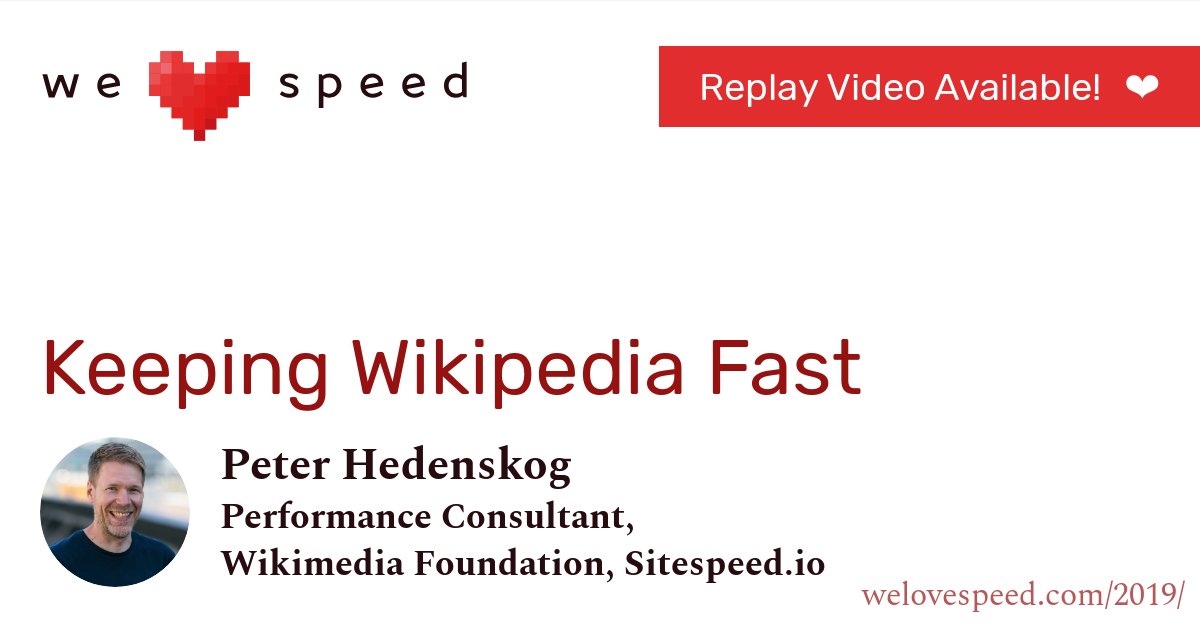 we ❤ speed
Replay Video Available! ❤
Keeping Wikipedia Fast
Peter Hedenskog
Performance Consultant,
Wikimedia Foundation, Sitespeed.io
welovespeed.com/2019/